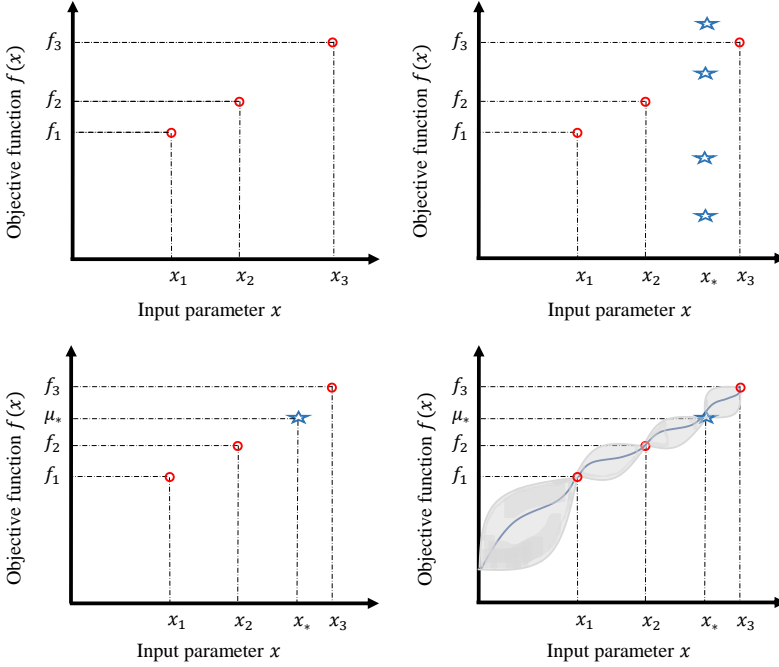 Objective function f (x)
f₃
f₂
f₁
x₁ x₂ x₃
Input parameter x
Objective function f (x)
f₃
f₂
f₁
x₁ x₂ x* x₃
Input parameter x
Objective function f (x)
f₃
μ*
f₂
f₁
x₁ x₂ x* x₃
Input parameter x
Objective function f (x)
f₃
μ*
f₂
f₁
x₁ x₂ x* x₃
Input parameter x